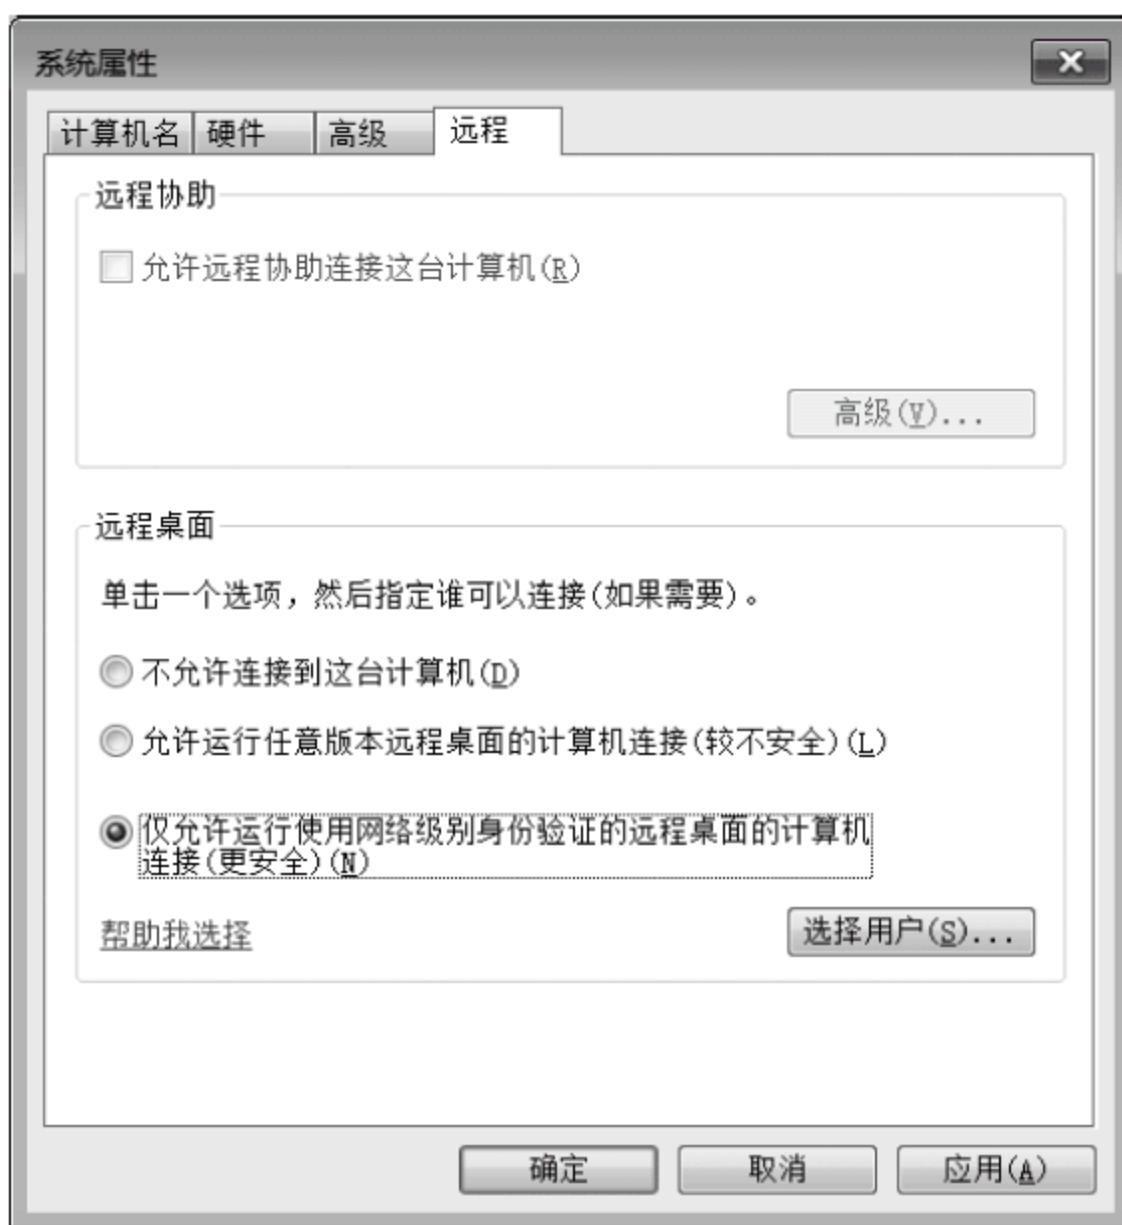 系统属性
计算机名 硬件 高级 远程
远程协助
允许远程协助连接这台计算机(R)
高级(V)...
远程桌面
单击一个选项，然后指定谁可以连接(如果需要)。
不允许连接到这台计算机(D)
允许运行任意版本远程桌面的计算机连接(较不安全)(L)
仅允许运行使用网络级别身份验证的远程桌面的计算机
连接(更安全)(N)
帮助我选择 选择用户(S)...
确定 取消 应用(A)